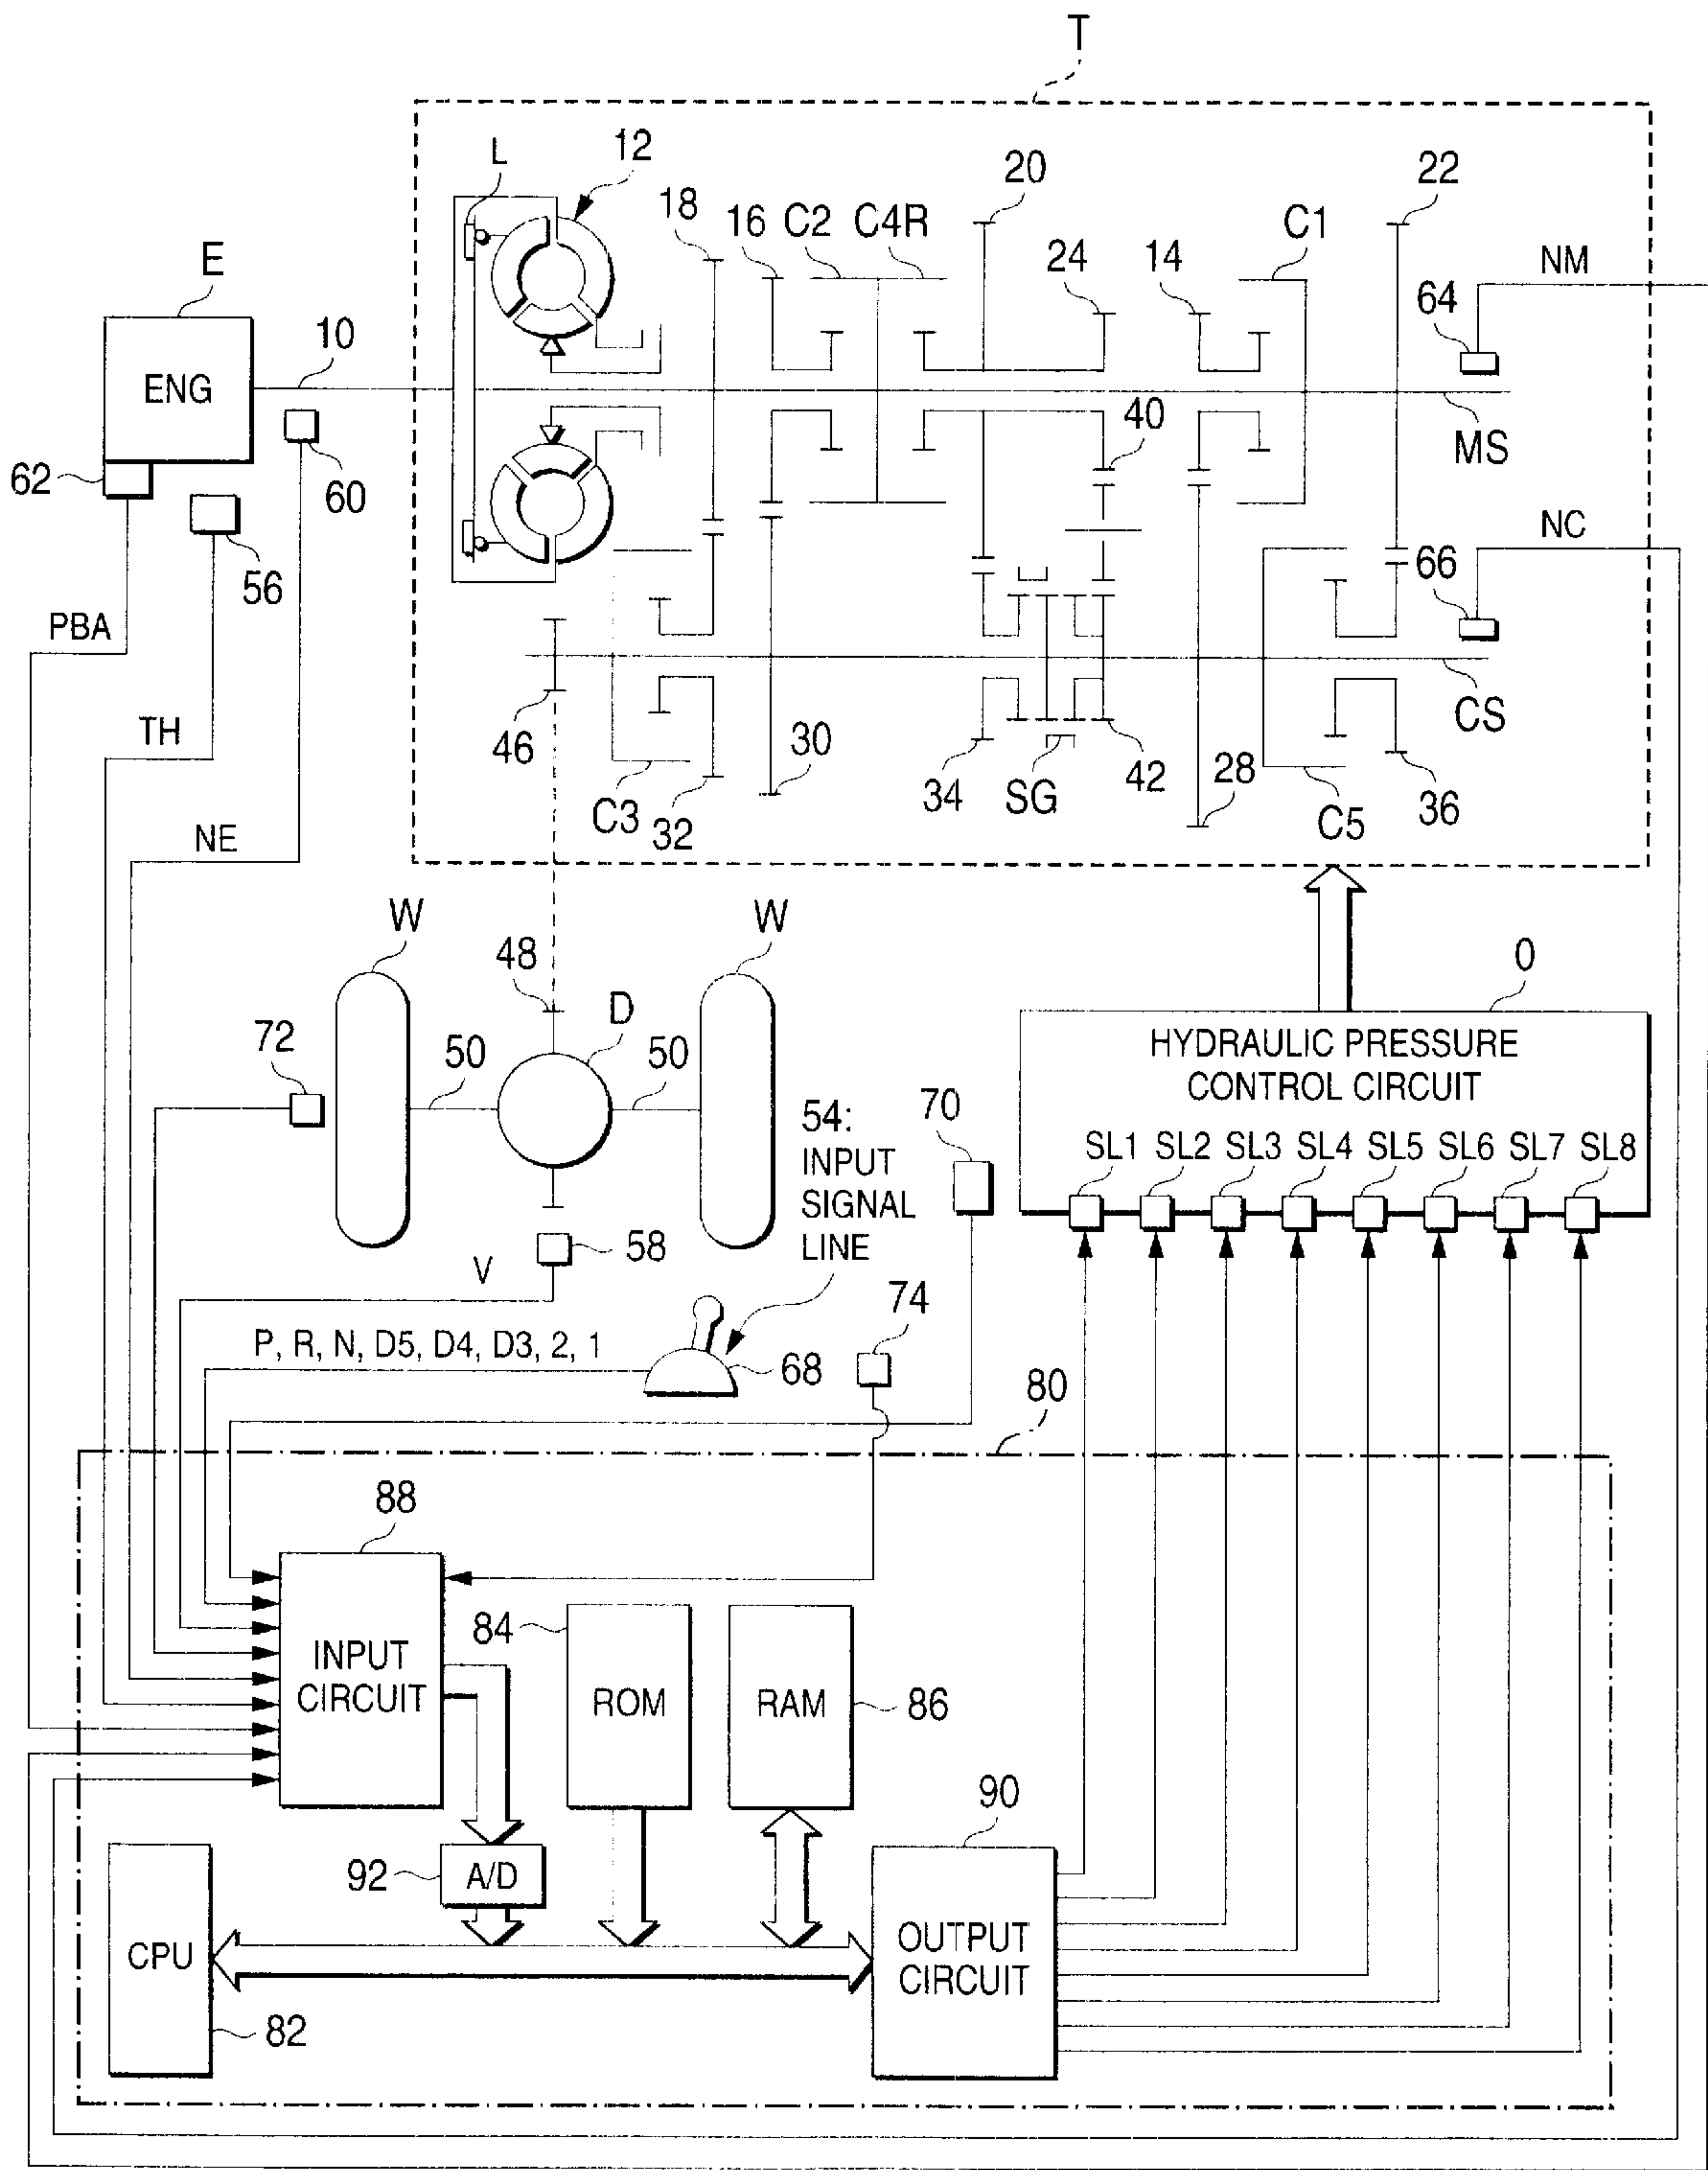 T
L
12
20
22
18
16
C2
C4R
C1
24
14
NM
E
64
10
ENG
40
MS
62
60
NC
56
66
PBA
CS
TH
46
30
34
SG
42
28
36
C3
32
C5
NE
W
W
48
D
0
72
50
50
HYDRAULIC PRESSURE
CONTROL CIRCUIT
54:
INPUT
SIGNAL
LINE
70
SL1 SL2 SL3 SL4 SL5 SL6 SL7 SL8
58
V
74
P, R, N, D5, D4, D3, 2, 1
68
80
88
84
INPUT
CIRCUIT
ROM
RAM
86
90
92
A/D
CPU
OUTPUT
CIRCUIT
82